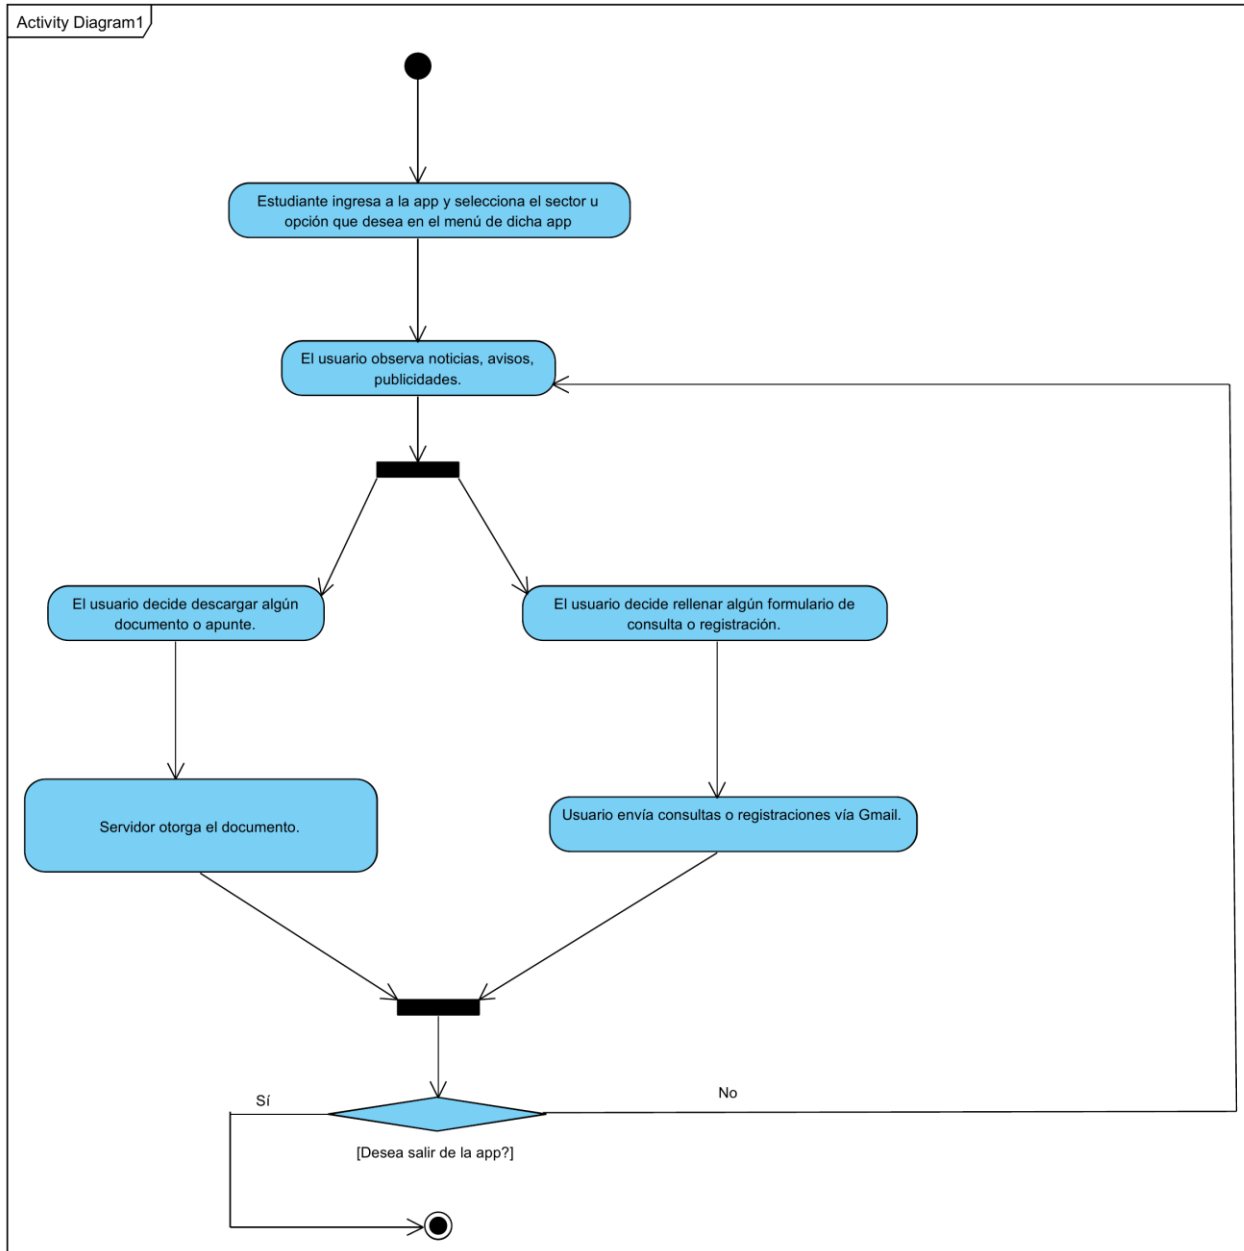 Activity Diagram1
Estudiante ingresa a la app y selecciona el sector u
opción que desea en el menú de dicha app
El usuario observa noticias, avisos,
publicidades.
El usuario decide descargar algún
documento o apunte.
El usuario decide rellenar algún formulario de
consulta o registración.
Servidor otorga el documento.
Usuario envía consultas o registraciones vía Gmail.
Sí
No
[Desea salir de la app?]